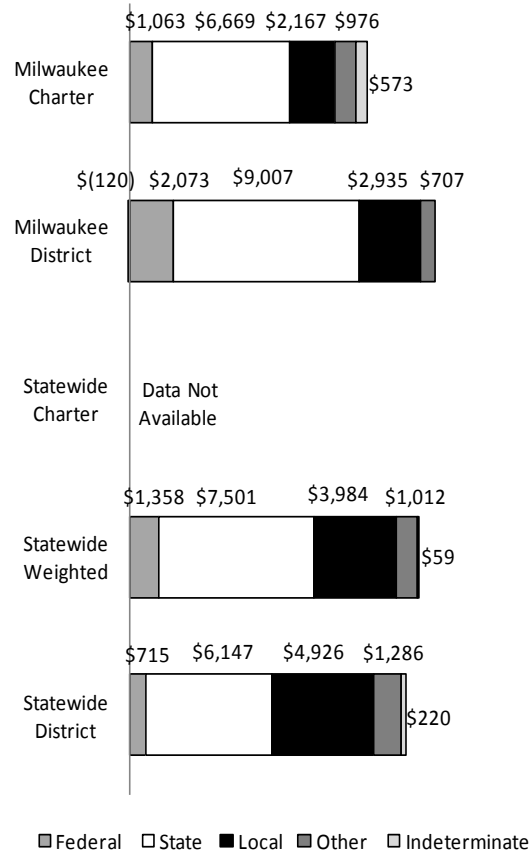 $1,063 $6,669 $2,167 $976
Milwaukee
Charter
$573
$(120) $2,073 $9,007 $2,935 $707
Milwaukee
District
Statewide
Charter
Data Not
Available
$1,358 $7,501 $3,984 $1,012
Statewide
Weighted
$59
$715 $6,147 $4,926 $1,286
Statewide
District
$220
Federal State Local Other Indeterminate